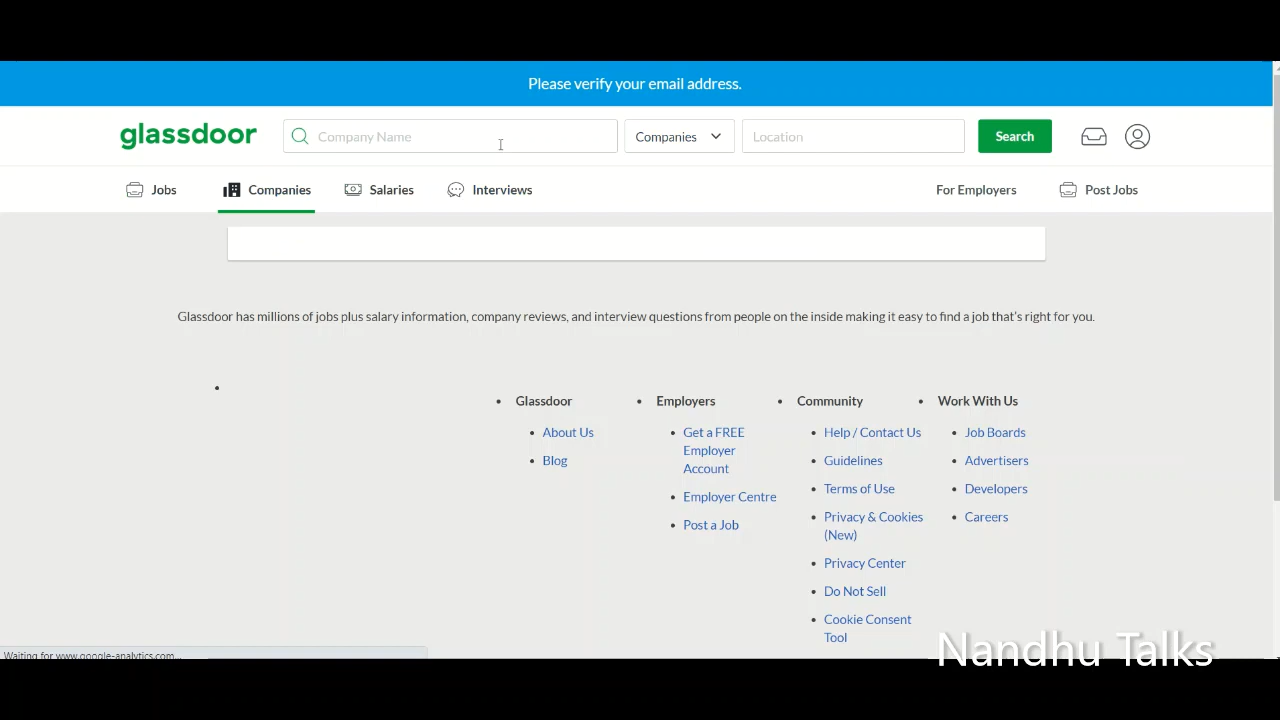 Please verify your email address.
glassdoor
Company Name
Companies
Location
Search
Jobs
Companies
Salaries
Interviews
For Employers
Post Jobs
Glassdoor has millions of jobs plus salary information, company reviews, and interview questions from people on the inside making it easy to find a job that's right for you.
Glassdoor
About Us
Blog
Employers
Get a FREE
Employer
Account
Employer Centre
Post a Job
Community
Help / Contact Us
Guidelines
Terms of Use
Privacy & Cookies
(New)
Privacy Center
Do Not Sell
Cookie Consent
Tool
Work With Us
Job Boards
Advertisers
Developers
Careers
Waiting for www.google-analytics.com...
Nandhu Talks